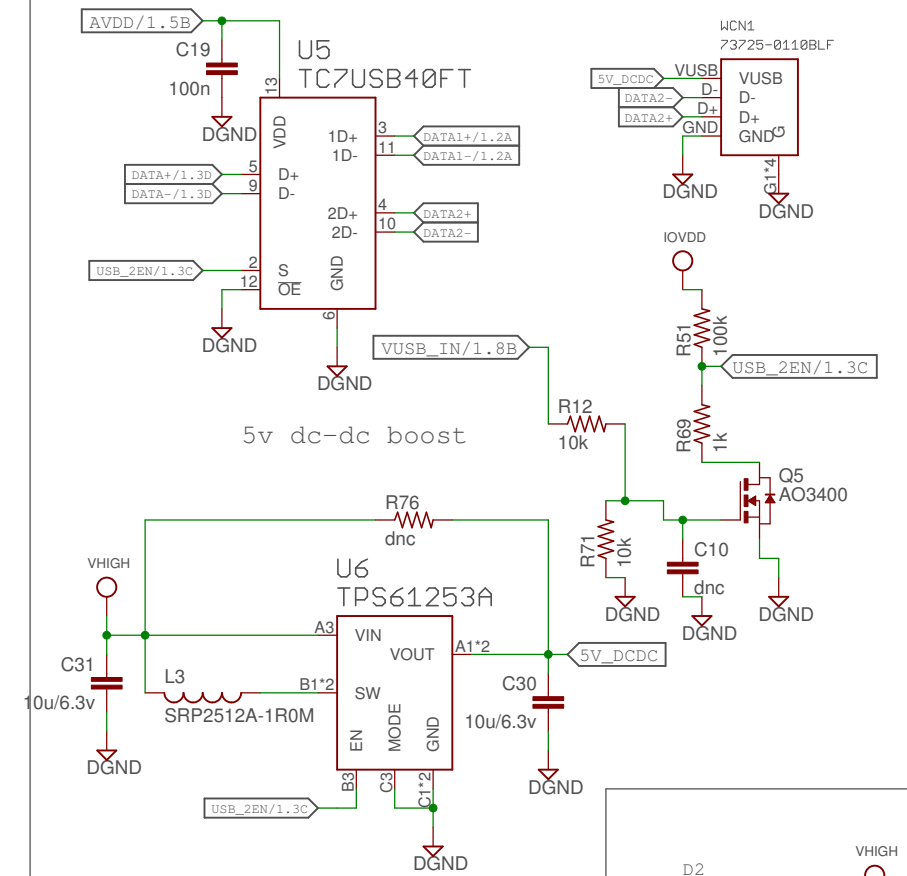 AVDD/1.5B
C19
100n
DGND
U5
TC7USB40FT
13
VDD
1D+
3
DATA1+/1.2A
1D-
11
DATA1-/1.2A
DATA+/1.3D
5
D+
DATA-/1.3D
9
D-
2D+
4
DATA2+
2D-
10
DATA2-
USB_2EN/1.3C
2
S
12
OE
GND
6
DGND
DGND
WCN1
73725-0110BLF
5V_DCDC
VUSB
VUSB
DATA2-
D-
D-
DATA2+
D+
D+
GND
GND
G
G1*4
DGND
DGND
IOVDD
R51
100k
USB_2EN/1.3C
R69
1k
Q5
AO3400
VUSB_IN/1.8B
R12
10k
R71
10k
C10
dnc
DGND
DGND
DGND
5v dc-dc boost
R76
dnc
VHIGH
U6
TPS61253A
A3
VIN
VOUT
A1*2
5V_DCDC
C31
10u/6.3v
L3
SRP2512A-1R0M
B1*2
SW
EN
MODE
GND
B3
C3
C1*2
C30
10u/6.3v
DGND
DGND
USB_2EN/1.3C
DGND
D2
VHIGH